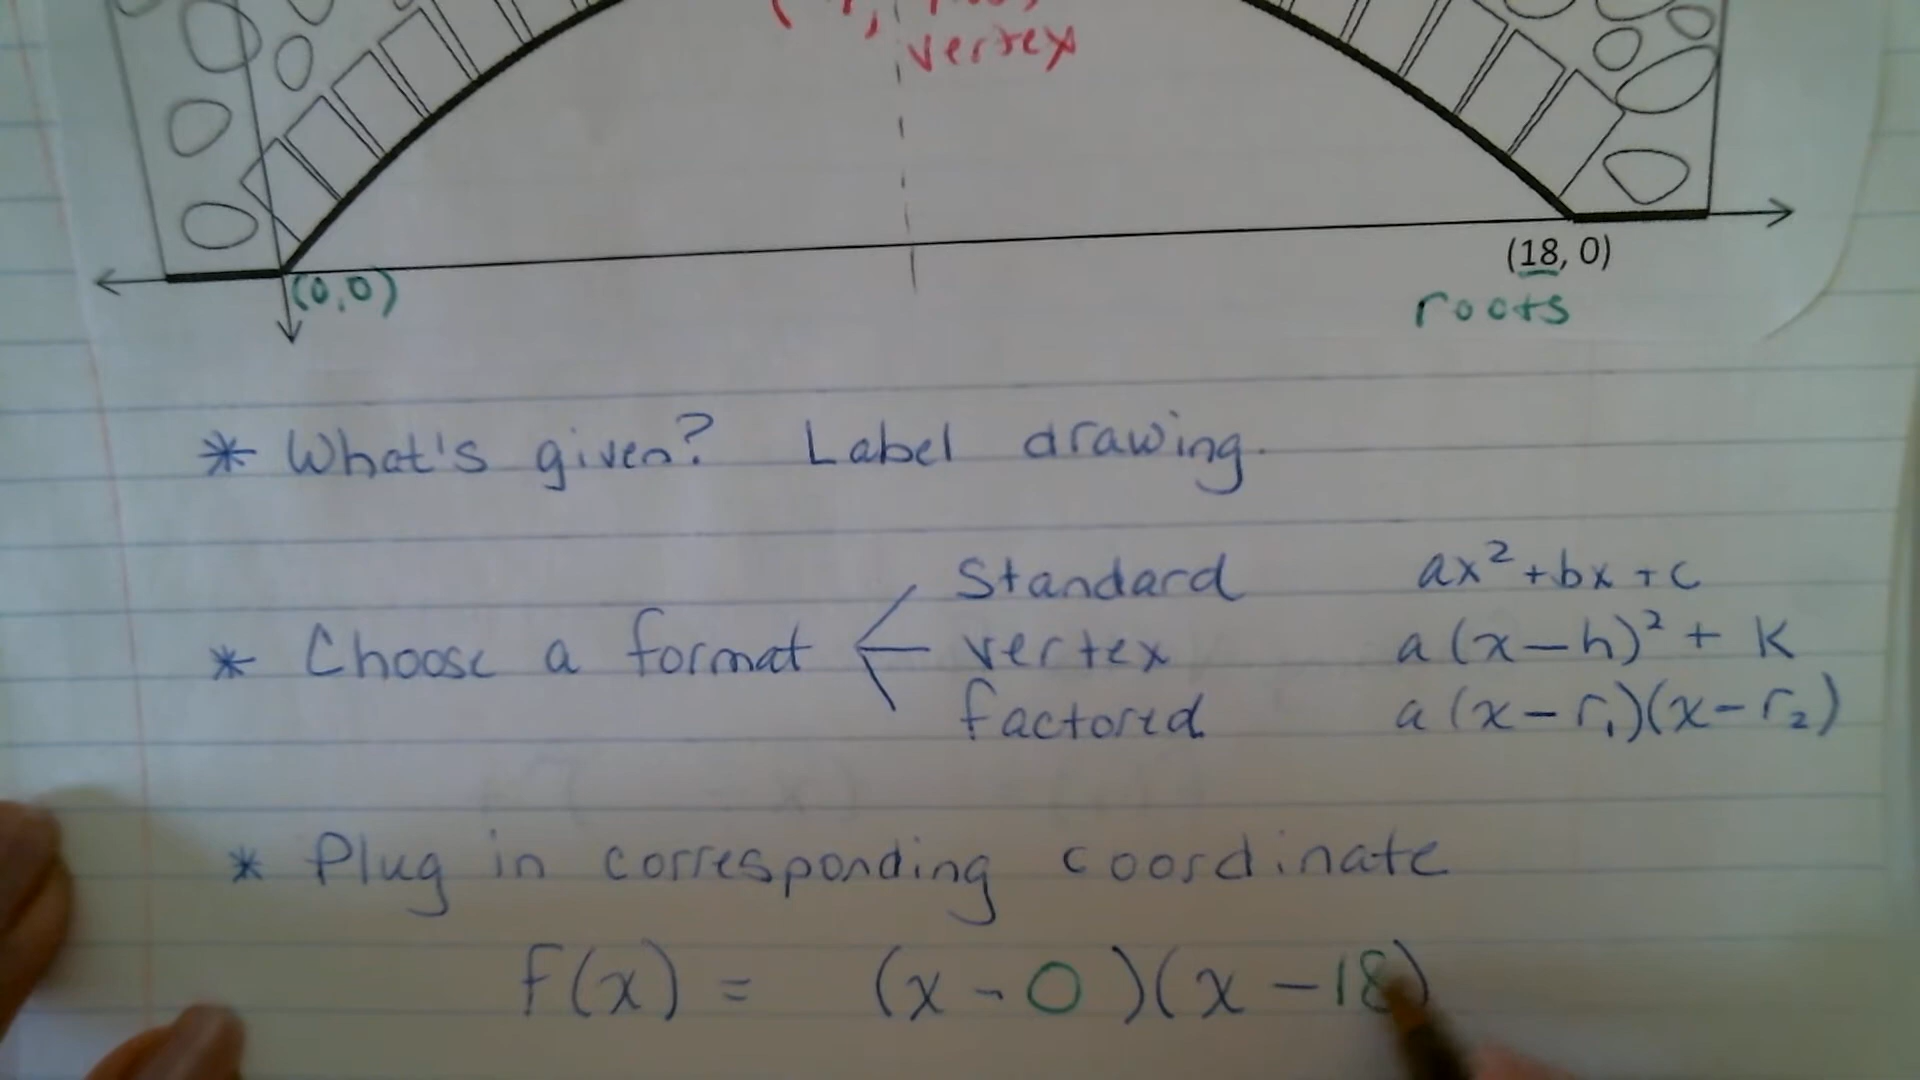 vertex
(0,0)
(18, 0)
roots
* What's given? Label drawing.
Standard ax²+bx+c
* Choose a format vertex a(x-h)² + k
factored a(x-r₁)(x-r₂)
* Plug in corresponding coordinate
f(x) = (x - 0)(x - 18)